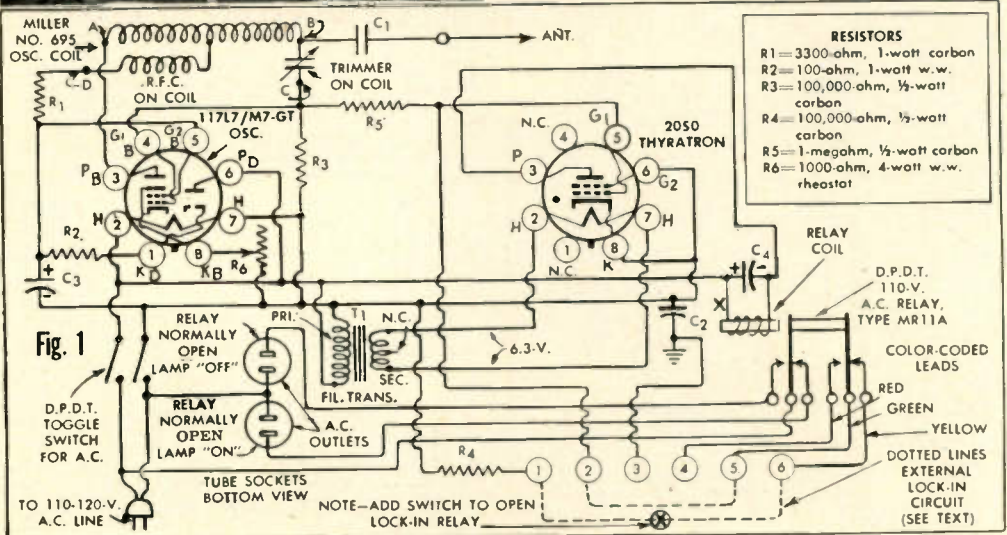 MILLER
NO. 695
OSC. COIL
A
B
C1
ANT.
R.F.C.
ON COIL
C-D
TRIMMER
ON COIL
C
R1
117L7/M7-GT
OSC.
R5
R3
G1
B
4
G2
B
5
PB
3
PD
6
H
2
H
7
R2
1
KD
8
KB
R6
C3
+
-
N.C.
4
G1
5
2050
THYRATRON
P
3
6
G2
H
2
7
H
1
N.C.
8
K
RESISTORS
R1=3300-ohm, 1-watt carbon
R2=100-ohm, 1-watt w.w.
R3=100,000-ohm, ½-watt
carbon
R4=100,000-ohm, ½-watt
carbon
R5=1-megohm, ½-watt carbon
R6=1000-ohm, 4-watt w.w.
rheostat
C4
+ -
RELAY
COIL
X
D.P.D.T.
110-V.
A.C. RELAY,
TYPE MR11A
COLOR-CODED
LEADS
RED
GREEN
YELLOW
C2
Fig. 1
RELAY
NORMALLY
OPEN
LAMP "OFF"
RELAY
NORMALLY
OPEN
LAMP "ON"
PRI.
T1
N.C.
SEC.
FIL. TRANS.
6.3-V.
A.C.
OUTLETS
D.P.D.T.
TOGGLE
SWITCH
FOR A.C.
TUBE SOCKETS
BOTTOM VIEW
R4
1 2 3 4 5 6
DOTTED LINES
EXTERNAL
LOCK-IN
CIRCUIT
(SEE TEXT)
TO 110-120-V.
A.C. LINE
NOTE—ADD SWITCH TO OPEN
LOCK-IN RELAY